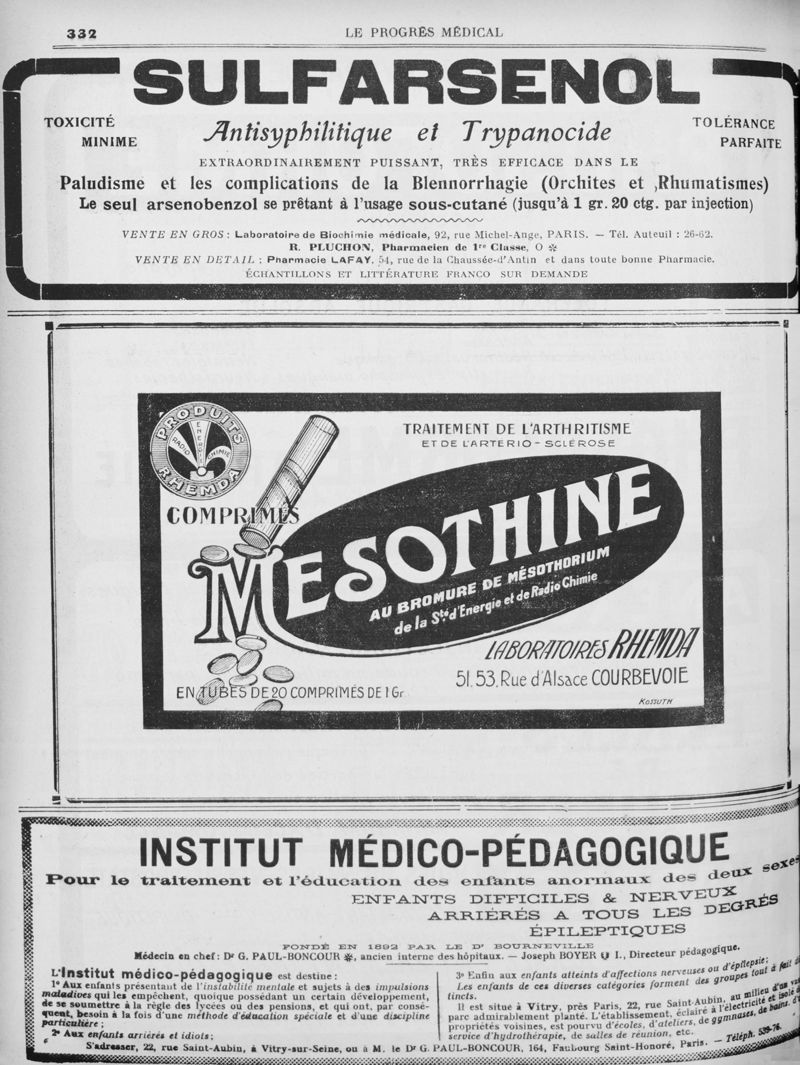 332
LE PROGRÈS MÉDICAL
SULFARSENOL
TOXICITÉ
MINIME
Antisyphilitique et Trypanocide
TOLÉRANCE
PARFAITE
EXTRAORDINAIREMENT PUISSANT, TRÈS EFFICACE DANS LE
Paludisme et les complications de la Blennorrhagie (Orchites et ,Rhumatismes)
Le seul arsenobenzol se prêtant à l'usage sous-cutané (jusqu'à 1 gr. 20 ctg. par injection)
VENTE EN GROS : Laboratoire de Biochimie médicale, 92, rue Michel-Ange, PARIS. — Tél. Auteuil : 26-62.
R. PLUCHON, Pharmacien de 1re Classe, O ✽
VENTE EN DETAIL : Pharmacie LAFAY, 54, rue de la Chaussée-d'Antin et dans toute bonne Pharmacie.
ÉCHANTILLONS ET LITTÉRATURE FRANCO SUR DEMANDE
PRODUITS
ENERGIE
RADIO CHIMIE
RHEMDA
TRAITEMENT DE L'ARTHRITISME
ET DE L'ARTERIO-SCLÉROSE
COMPRIMÉS
MESOTHINE
AU BROMURE DE MÉSOTHORIUM
de la Sté d'Energie et de Radio Chimie
LABORATOIRES RHEMDA
51, 53, Rue d'Alsace COURBEVOIE
EN TUBES DE 20 COMPRIMÉS DE 1 Gr
KOSSUTH
INSTITUT MÉDICO-PÉDAGOGIQUE
Pour le traitement et l'éducation des enfants anormaux des deux sexes
ENFANTS DIFFICILES & NERVEUX
ARRIÉRÉS A TOUS LES DEGRÉS
ÉPILEPTIQUES
FONDÉ EN 1892 PAR LE Dr BOURNEVILLE
Médecin en chef: Dr G. PAUL-BONCOUR ✽, ancien interne des hôpitaux. — Joseph BOYER I., Directeur pédagogique.
L'Institut médico-pédagogique est destine :
1° Aux enfants présentant de l'instabilité mentale et sujets à des impulsions
maladives qui les empêchent, quoique possédant un certain développement,
de se soumettre à la règle des lycées ou des pensions, et qui ont, par consé-
quent, besoin à la fois d'une méthode d'éducation spéciale et d'une discipline
particulière ;
2° Aux enfants arriérés et idiots ;
3° Enfin aux enfants atteints d'affections nerveuses ou d'épilepsie;
Les enfants de ces diverses catégories forment des groupes tout à fait
tincts.
Il est situe à Vitry, près Paris, 22, rue Saint-Aubin, au milieu d'un
parc admirablement planté. L'établissement, éclairé à l'électricité et isolé
propriétés voisines, est pourvu d'écoles, d'ateliers, de gymnases, de bains,
service d'hydrothérapie, de salles de réunion, etc.
S'adresser, 22, rue Saint-Aubin, à Vitry-sur-Seine, ou à M. le Dr G. PAUL-BONCOUR, 164, Faubourg Saint-Honoré, Paris. — Téléph. 539-76.